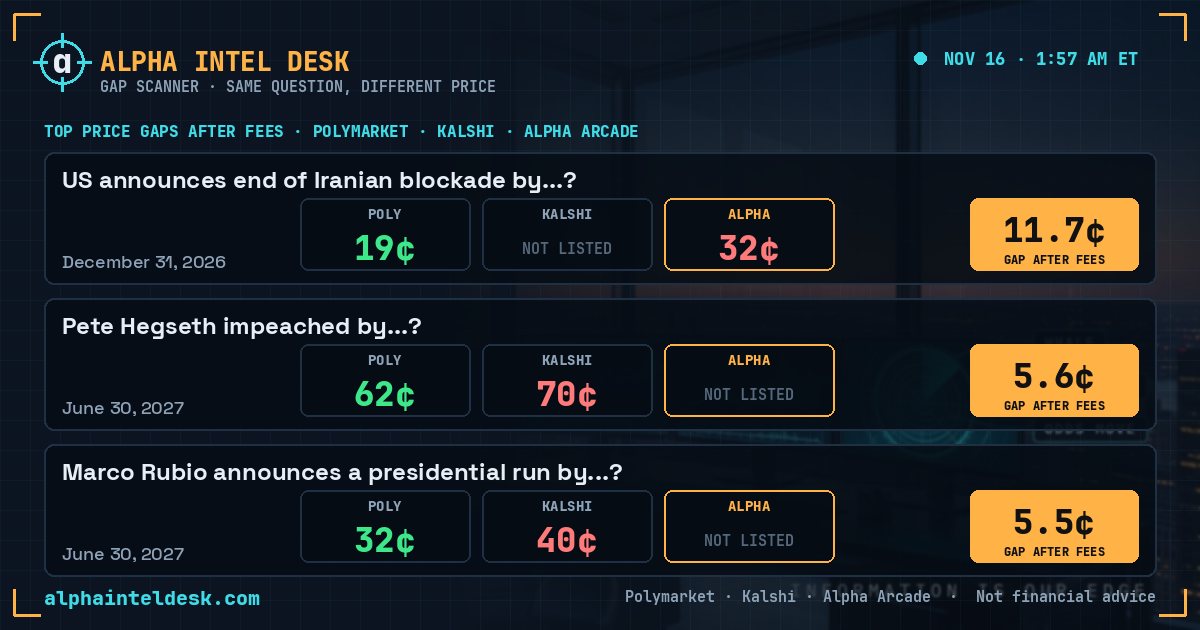 α
ALPHA INTEL DESK
GAP SCANNER · SAME QUESTION, DIFFERENT PRICE
NOV 16 · 1:57 AM ET
TOP PRICE GAPS AFTER FEES · POLYMARKET · KALSHI · ALPHA ARCADE
US announces end of Iranian blockade by...?
December 31, 2026
POLY
19¢
KALSHI
NOT LISTED
ALPHA
32¢
11.7¢
GAP AFTER FEES
Pete Hegseth impeached by...?
June 30, 2027
POLY
62¢
KALSHI
70¢
ALPHA
NOT LISTED
5.6¢
GAP AFTER FEES
Marco Rubio announces a presidential run by...?
June 30, 2027
POLY
32¢
KALSHI
40¢
ALPHA
NOT LISTED
5.5¢
GAP AFTER FEES
INFORMATION IS OUR EDGE
alphainteldesk.com
Polymarket · Kalshi · Alpha Arcade · Not financial advice